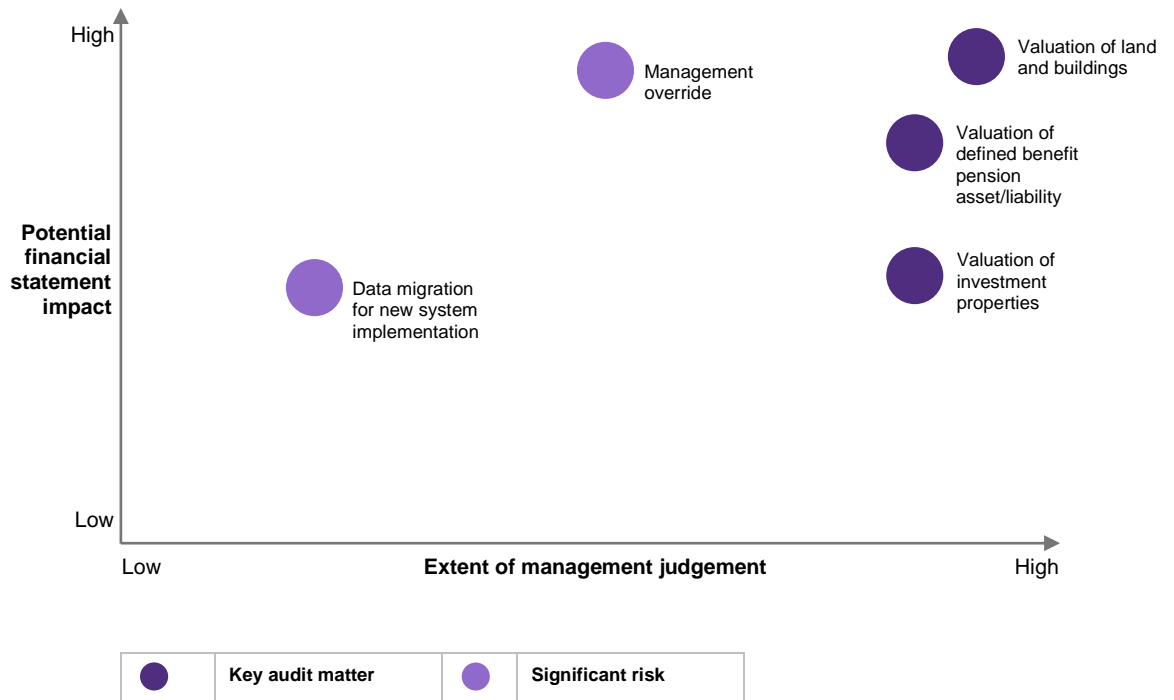 High
Management
override
Valuation of land
and buildings
Valuation of
defined benefit
pension
asset/liability
Potential
financial
statement
impact
Data migration
for new system
implementation
Valuation of
investment
properties
Low
Low
Extent of management judgement
High
Key audit matter
Significant risk